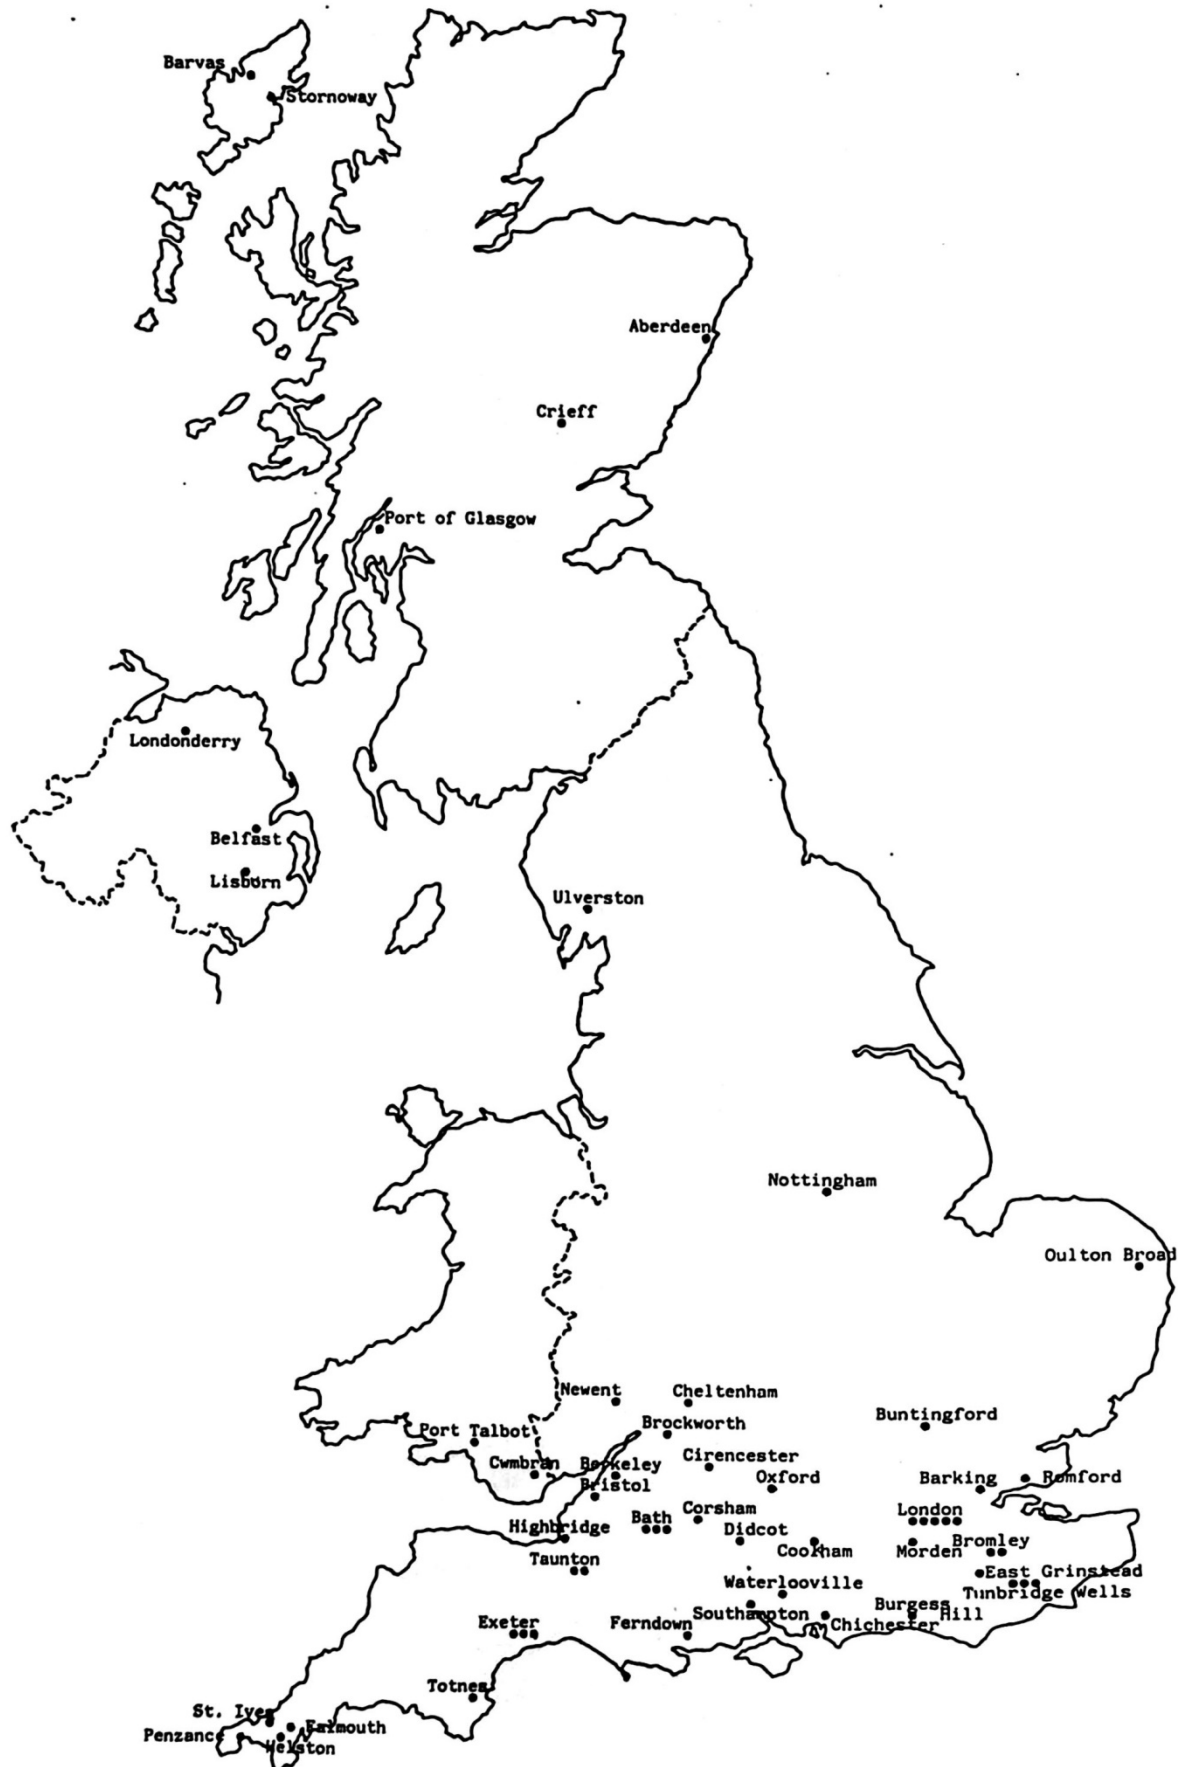 Barvas
Stornoway
Aberdeen
Crieff
Port of Glasgow
Londonderry
Belfast
Lisburn
Ulverston
Nottingham
Oulton Broad
Newent
Cheltenham
Brockworth
Buntingford
Port Talbot
Cwmbran
Berkeley
Cirencester
Oxford
Barking
Romford
Bristol
Highbridge
Bath
Corsham
Didcot
Cookham
London
Morden
Bromley
Taunton
East Grinstead
Tunbridge Wells
Waterlooville
Southampton
Chichester
Burgess
Hill
Exeter
Ferndown
Totnes
St. Ives
Falmouth
Penzance
Helston